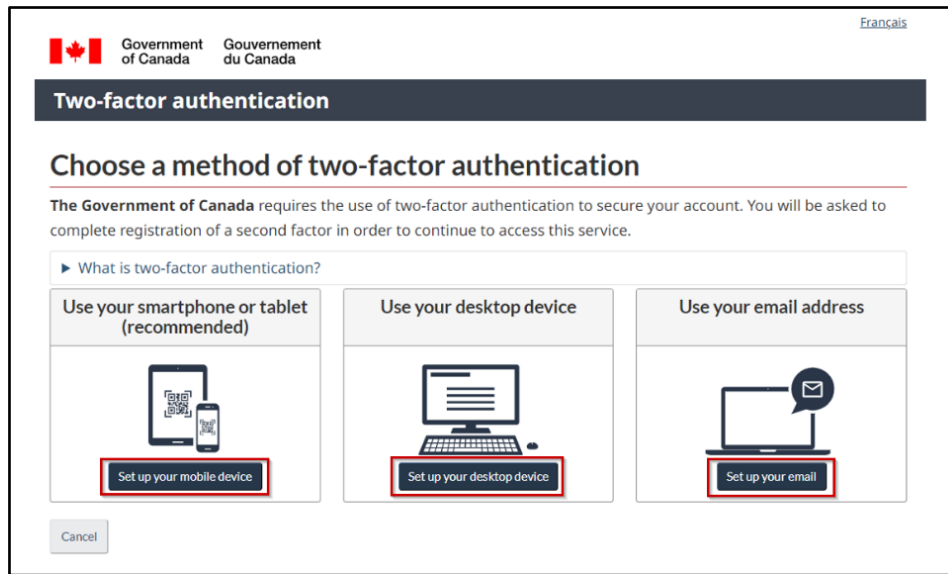 Français
Government of Canada
Gouvernement du Canada
Two-factor authentication
Choose a method of two-factor authentication
The Government of Canada requires the use of two-factor authentication to secure your account. You will be asked to
complete registration of a second factor in order to continue to access this service.
► What is two-factor authentication?
Use your smartphone or tablet
(recommended)
Set up your mobile device
Use your desktop device
Set up your desktop device
Use your email address
Set up your email
Cancel